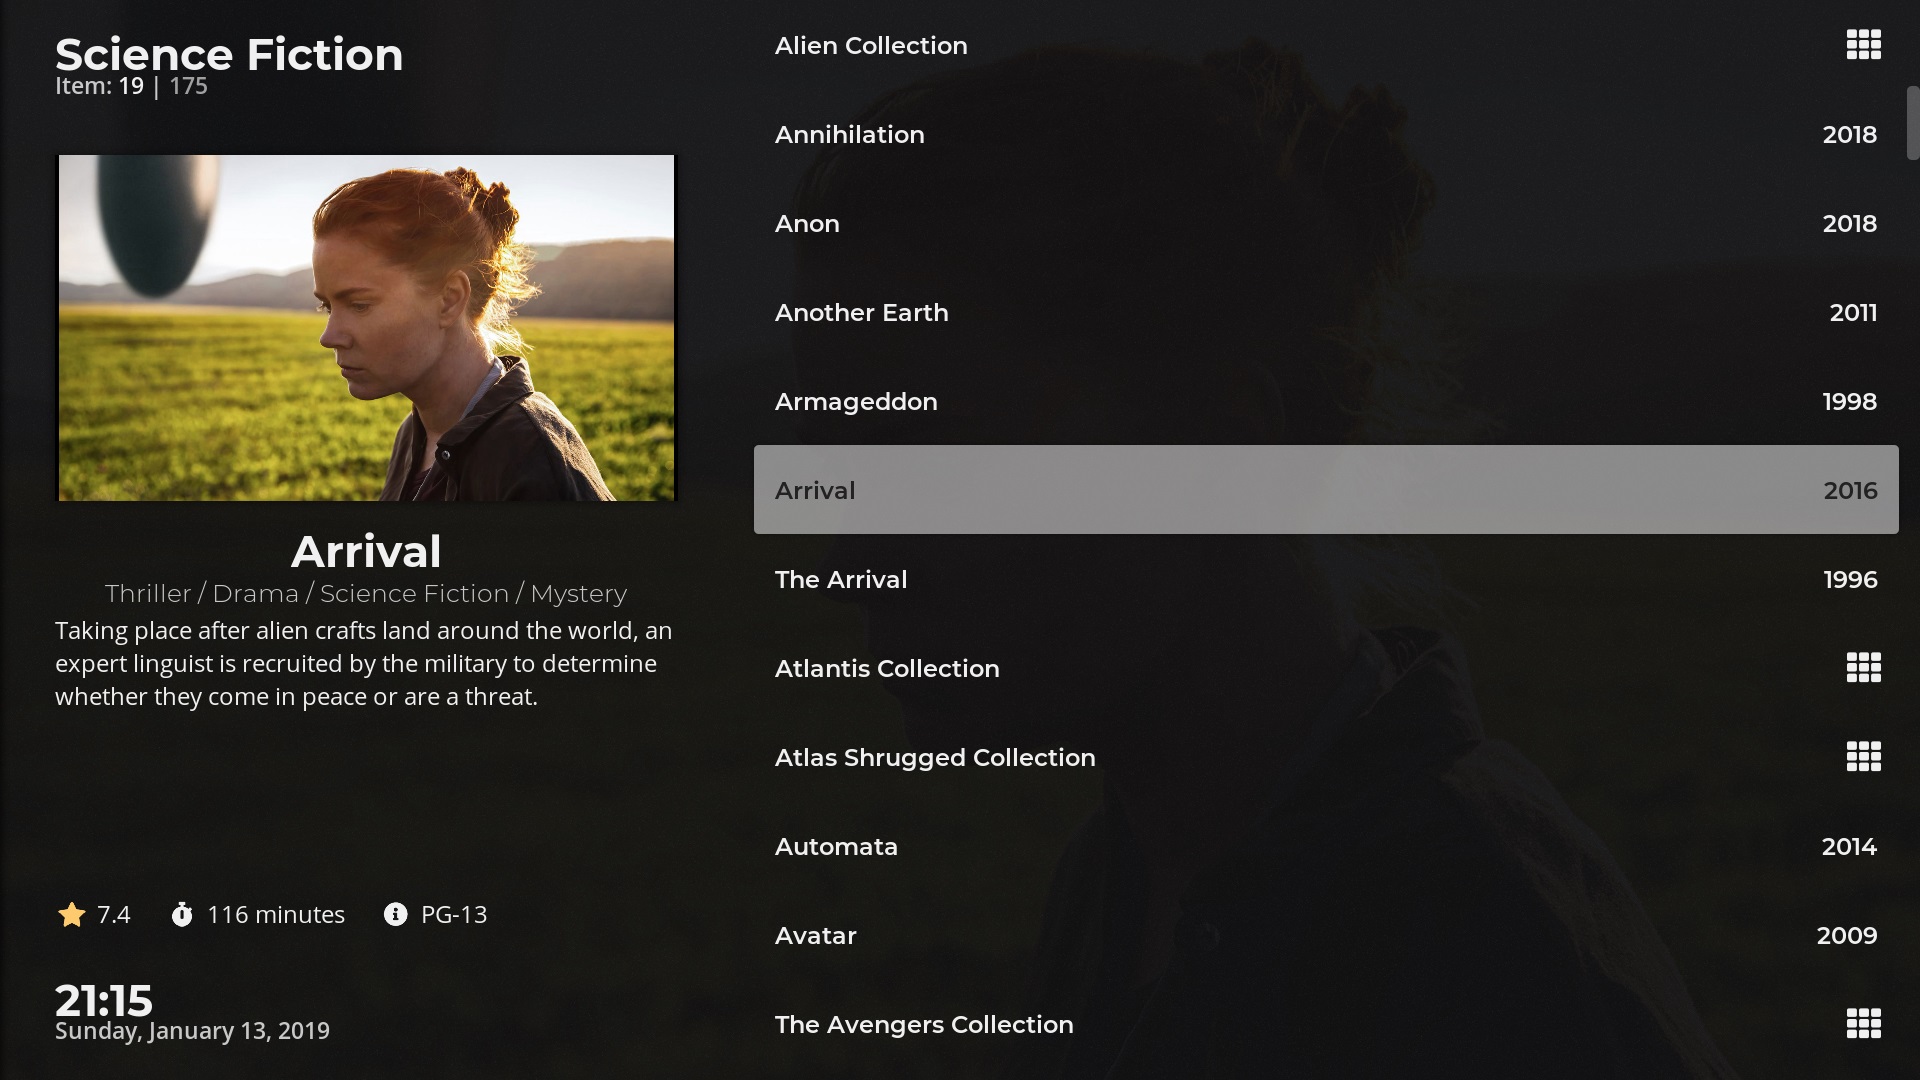 Science Fiction
Item: 19 | 175
Arrival
Thriller / Drama / Science Fiction / Mystery
Taking place after alien crafts land around the world, an
expert linguist is recruited by the military to determine
whether they come in peace or are a threat.
7.4 116 minutes PG-13
21:15
Sunday, January 13, 2019
Alien Collection
Annihilation 2018
Anon 2018
Another Earth 2011
Armageddon 1998
Arrival 2016
The Arrival 1996
Atlantis Collection
Atlas Shrugged Collection
Automata 2014
Avatar 2009
The Avengers Collection